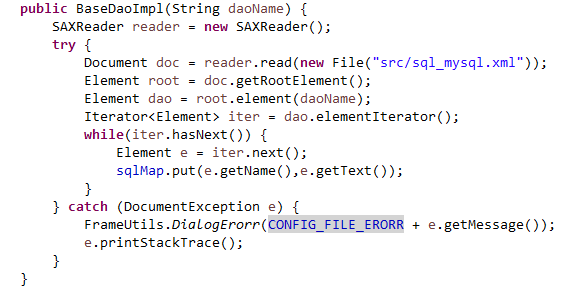 public BaseDaoImpl(String daoName) {
SAXReader reader = new SAXReader();
try {
Document doc = reader.read(new File("src/sql_mysql.xml"));
Element root = doc.getRootElement();
Element dao = root.element(daoName);
Iterator<Element> iter = dao.elementIterator();
while(iter.hasNext()) {
Element e = iter.next();
sqlMap.put(e.getName(),e.getText());
}
} catch (DocumentException e) {
FrameUtils.DialogErorr(CONFIG_FILE_ERORR + e.getMessage());
e.printStackTrace();
}
}